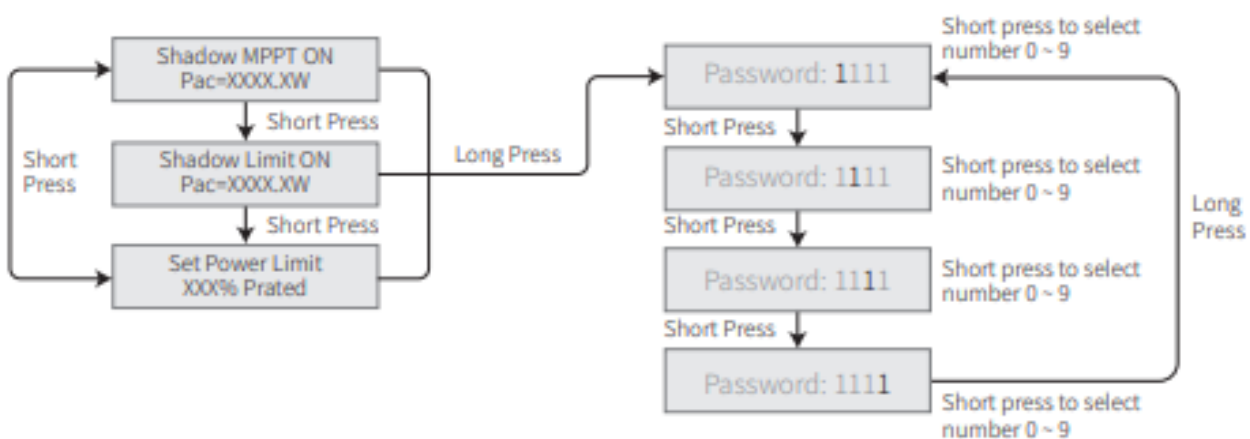 Shadow MPPT ON
Pac=XXXX.XW
Short Press
Shadow Limit ON
Pac=XXXX.XW
Short Press
Set Power Limit
XXX% Prated
Short
Press
Long Press
Password: 1111
Short press to select
number 0 ~ 9
Short Press
Password: 1111
Short press to select
number 0 ~ 9
Short Press
Password: 1111
Short press to select
number 0 ~ 9
Short Press
Password: 1111
Short press to select
number 0 ~ 9
Long
Press